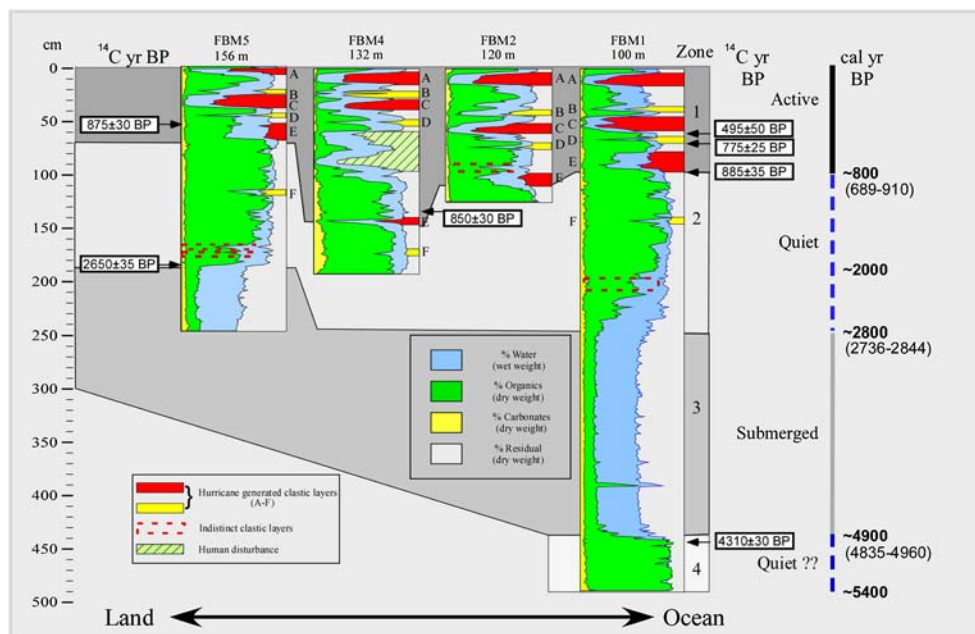 FBM5
156 m
FBM4
132 m
FBM2
120 m
FBM1
100 m
cm
14C yr BP
Zone
14C yr
BP
cal yr
BP
0
50
100
150
200
250
300
350
400
450
500
A
B
C
D
E
F
A
B
C
D
E
F
A
B
C
D
E
A
B
C
D
E
F
1
2
3
4
875±30 BP
2650±35 BP
850±30 BP
495±50 BP
775±25 BP
885±35 BP
4310±30 BP
Active
Quiet
Submerged
Quiet ??
~800
(689-910)
~2000
~2800
(2736-2844)
~4900
(4835-4960)
~5400
% Water
(wet weight)
% Organics
(dry weight)
% Carbonates
(dry weight)
% Residual
(dry weight)
Hurricane generated clastic layers
(A-F)
Indistinct clastic layers
Human disturbance
Land
Ocean